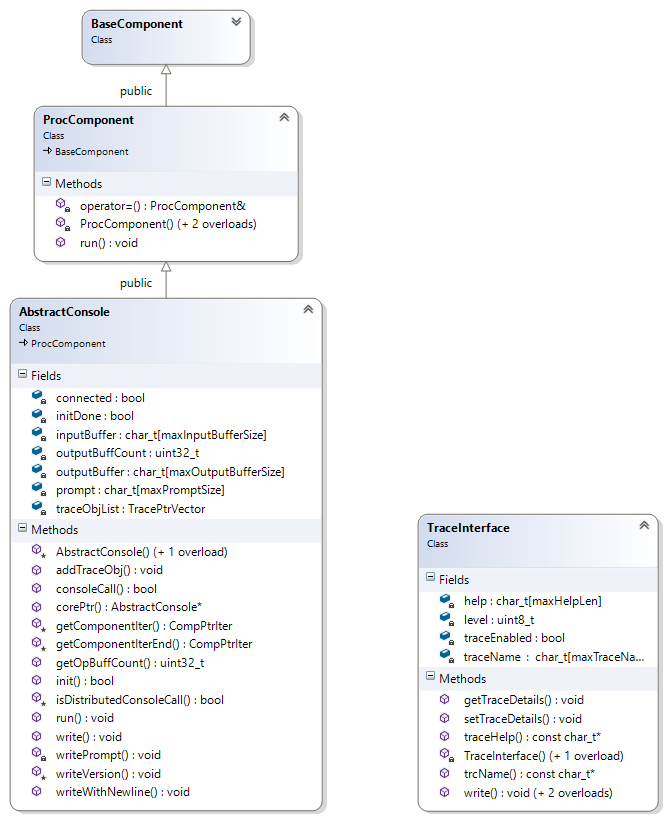 BaseComponent
Class
public
ProcComponent
Class
BaseComponent
Methods
operator=() : ProcComponent&
ProcComponent() (+ 2 overloads)
run() : void
public
AbstractConsole
Class
ProcComponent
Fields
connected : bool
initDone : bool
inputBuffer : char_t[maxInputBufferSize]
outputBuffCount : uint32_t
outputBuffer : char_t[maxOutputBufferSize]
prompt : char_t[maxPromptSize]
traceObjList : TracePtrVector
Methods
AbstractConsole() (+ 1 overload)
addTraceObj() : void
consoleCall() : bool
corePtr() : AbstractConsole*
getComponentIter() : CompPtrIter
getComponentIterEnd() : CompPtrIter
getOpBuffCount() : uint32_t
init() : bool
isDistributedConsoleCall() : bool
run() : void
write() : void
writePrompt() : void
writeVersion() : void
writeWithNewline() : void
TraceInterface
Class
Fields
help : char_t[maxHelpLen]
level : uint8_t
traceEnabled : bool
traceName : char_t[maxTraceNa...
Methods
getTraceDetails() : void
setTraceDetails() : void
traceHelp() : const char_t*
TraceInterface() (+ 1 overload)
trcName() : const char_t*
write() : void (+ 2 overloads)